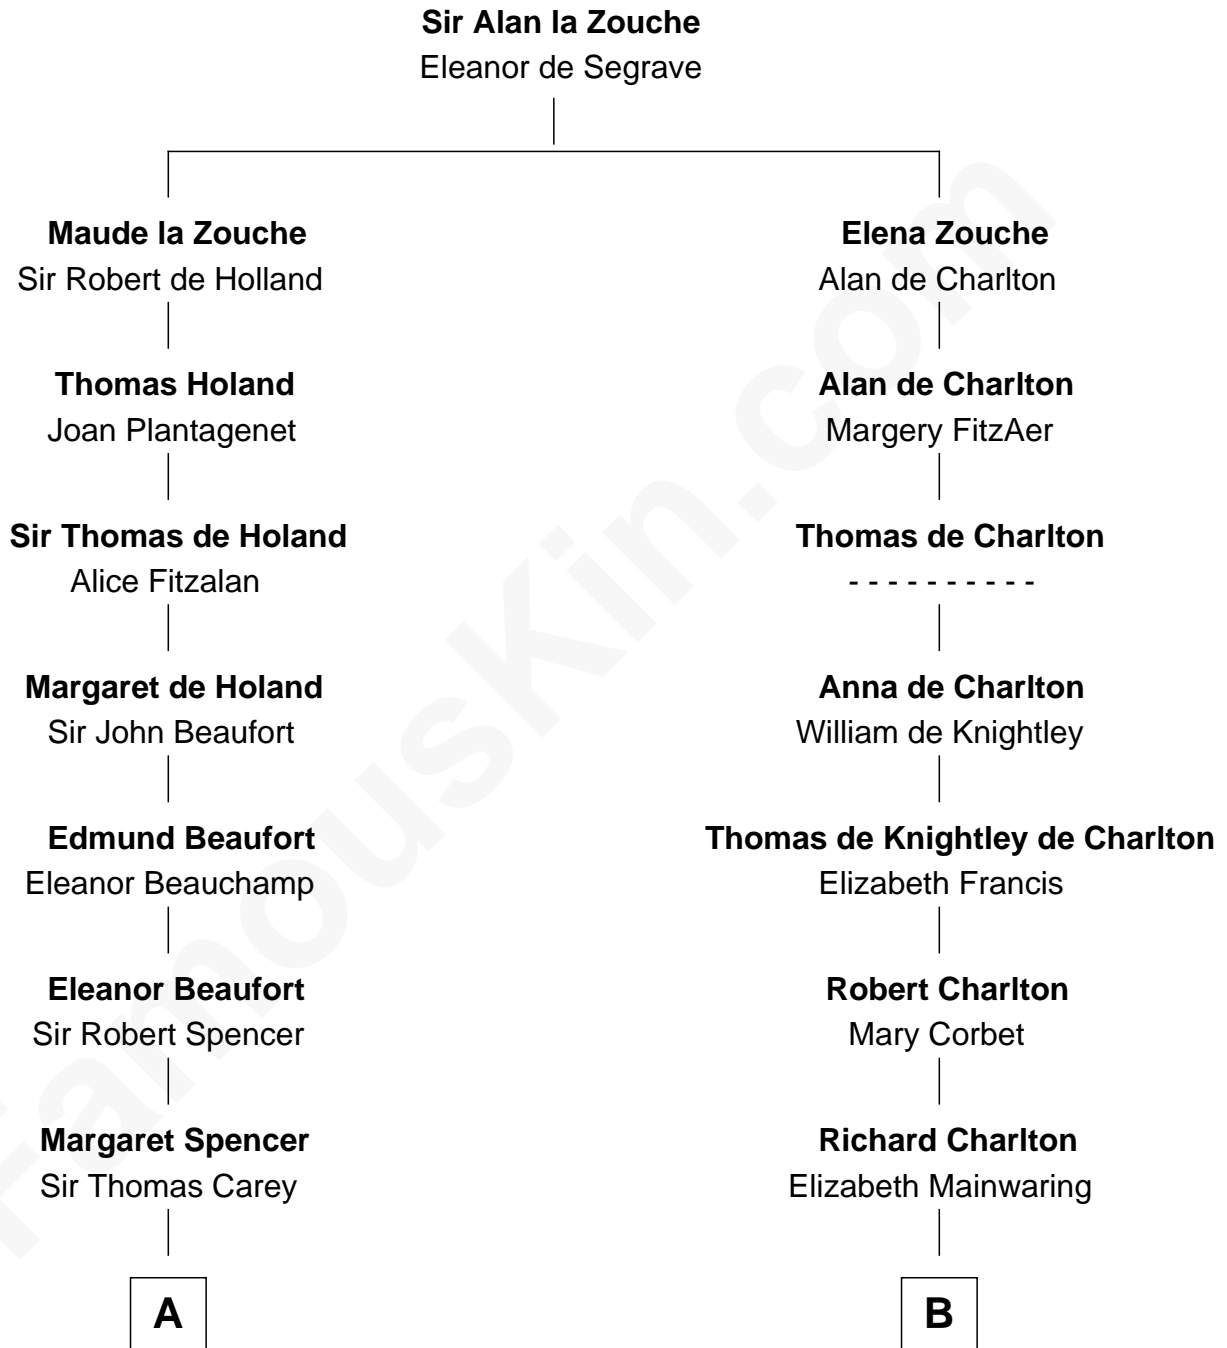 Sir Alan la Zouche
Eleanor de Segrave
Maude la Zouche
Sir Robert de Holland
Elena Zouche
Alan de Charlton
Thomas Holand
Joan Plantagenet
Alan de Charlton
Margery FitzAer
Sir Thomas de Holand
Alice Fitzalan
Thomas de Charlton
- - - - - - - - - -
Margaret de Holand
Sir John Beaufort
Anna de Charlton
William de Knightley
Edmund Beaufort
Eleanor Beauchamp
Thomas de Knightley de Charlton
Elizabeth Francis
Eleanor Beaufort
Sir Robert Spencer
Robert Charlton
Mary Corbet
Margaret Spencer
Sir Thomas Carey
Richard Charlton
Elizabeth Mainwaring
A
B
FamousKin.com